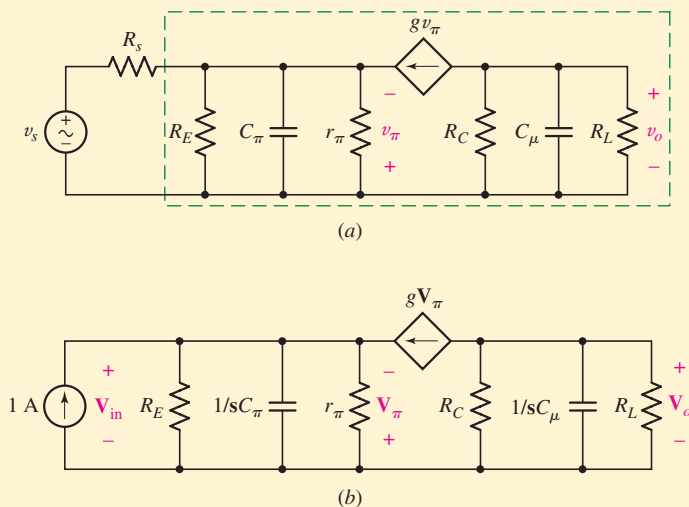 gv_π
R_s
v_s
+
−
R_E
C_π
r_π
−
v_π
+
R_C
C_μ
R_L
+
v_o
−
(a)
gV_π
1 A
+
V_in
−
R_E
1/sC_π
r_π
−
V_π
+
R_C
1/sC_μ
R_L
+
V_o
−
(b)